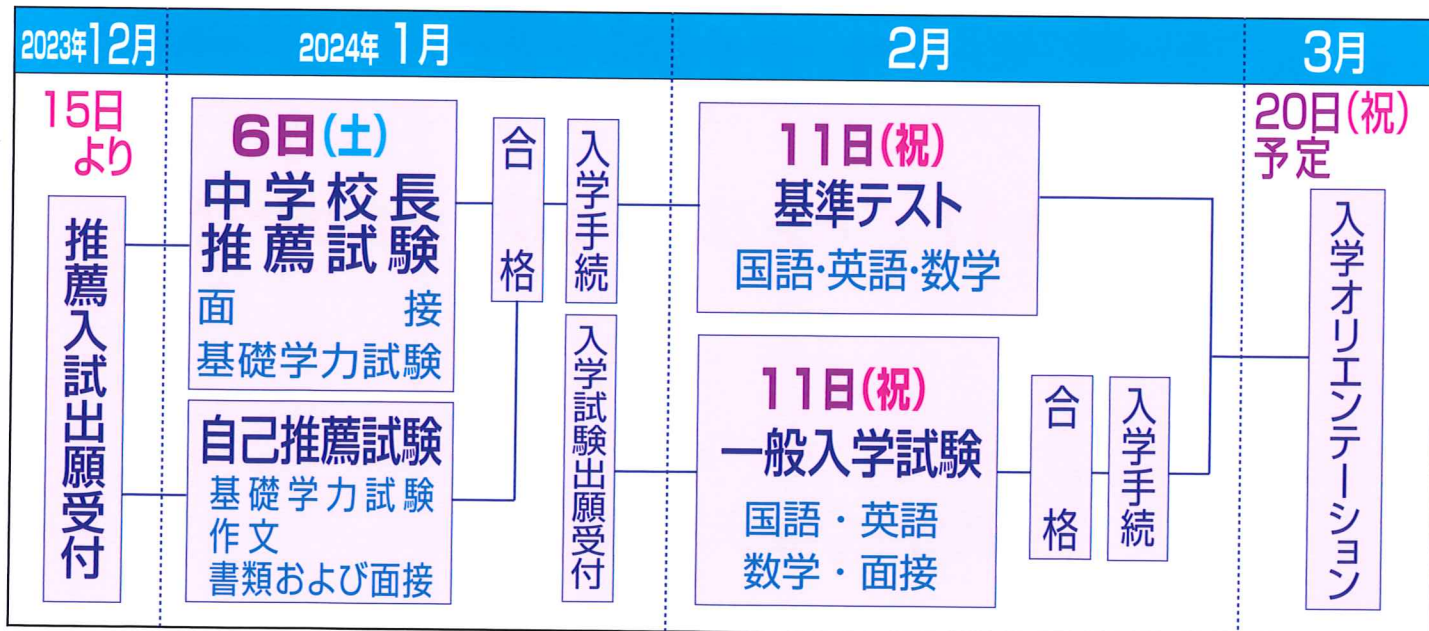 2023年12月
2024年 1月
2月
3月
15日
より
推薦入試出願受付
6日(土)
中学校長
推薦試験
面接
基礎学力試験
自己推薦試験
基礎学力試験
作文
書類および面接
合格
入学手続
入学試験出願受付
11日(祝)
基準テスト
国語・英語・数学
11日(祝)
一般入学試験
国語・英語
数学・面接
合格
入学手続
20日(祝)
予定
入学オリエンテーション